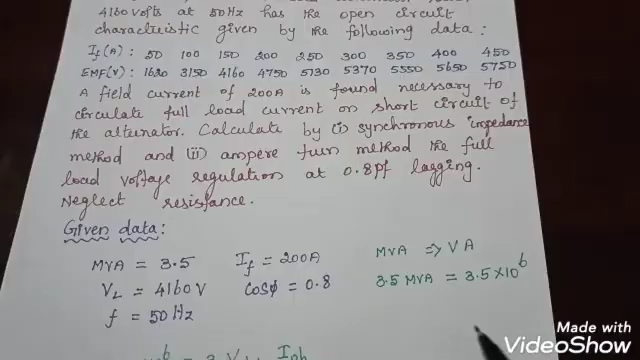 4160 volts at 50Hz has the open circuit
characteristic given by the following data:
If(A): 50 100 150 200 250 300 350 400 450
EMF(V): 1620 3150 4160 4750 5130 5370 5550 5650 5750
A field current of 200A is found necessary to
circulate full load current on short circuit of
the alternator. Calculate by (i) synchronous impedance
method and (ii) ampere turn method the full
load voltage regulation at 0.8 pf lagging.
Neglect resistance.
Given data:
MVA = 3.5 If = 200A MVA ⇒ VA
VL = 4160 V cosϕ = 0.8 3.5 MVA = 3.5×10^6
f = 50 Hz
Made with
VideoShow